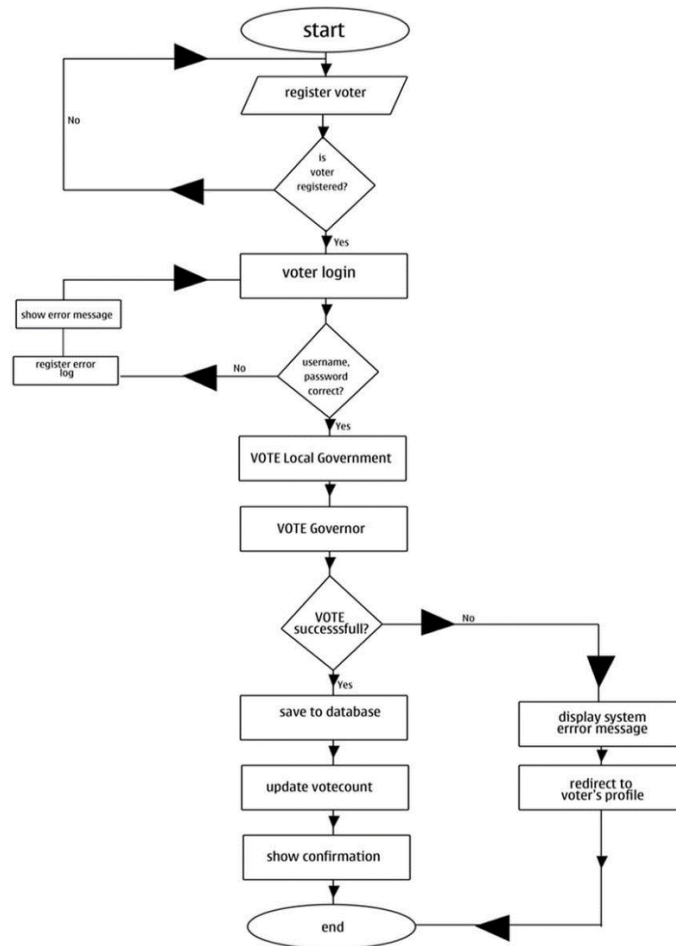 start
register voter
No
is
voter
registered?
Yes
voter login
show error message
register error
log
No
username,
password
correct?
Yes
VOTE Local Government
VOTE Governor
VOTE
successsfull?
No
Yes
save to database
display system
errror message
update votecount
redirect to
voter's profile
show confirmation
end